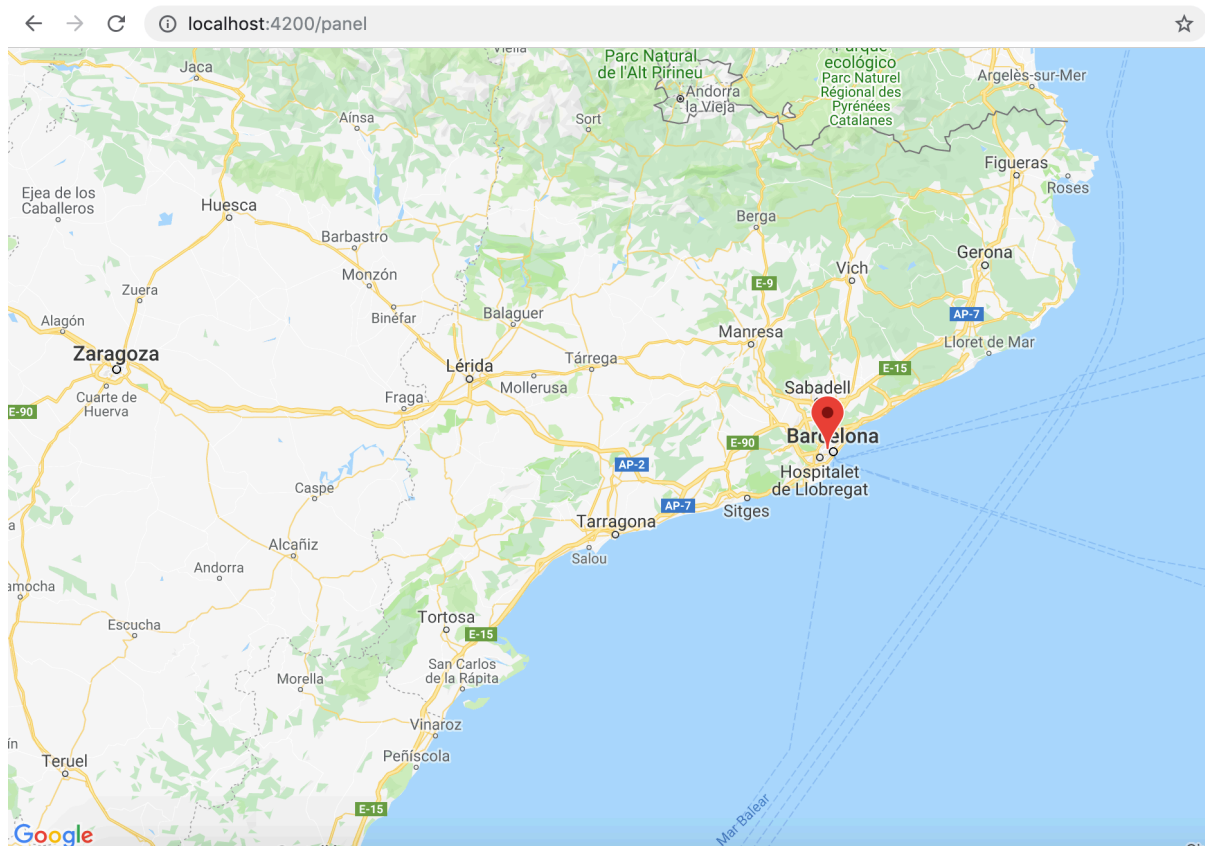 localhost:4200/panel
Jaca
Parc Natural
de l'Alt Pirineu
ecológico
Parc Naturel
Régional des
Pyrénées
Catalanes
Argelès-sur-Mer
Andorra
la Vieja
Aínsa
Sort
Figueras
Roses
Ejea de los
Caballeros
Huesca
Berga
Barbastro
Gerona
Vich
Monzón
E-9
Zuera
Binéfar
Balaguer
AP-7
Alagón
Manresa
Lloret de Mar
Zaragoza
Tárrega
Lérida
E-15
Mollerusa
Sabadell
Cuarte de
Huerva
Fraga
E-90
Barcelona
E-90
AP-2
Hospitalet
de Llobregat
Caspe
AP-7
Sitges
Tarragona
Alcañiz
Salou
Andorra
amocha
Escucha
Tortosa
E-15
San Carlos
de la Rápita
Morella
Vinaroz
Peñíscola
Teruel
E-15
Mar Balear
Google